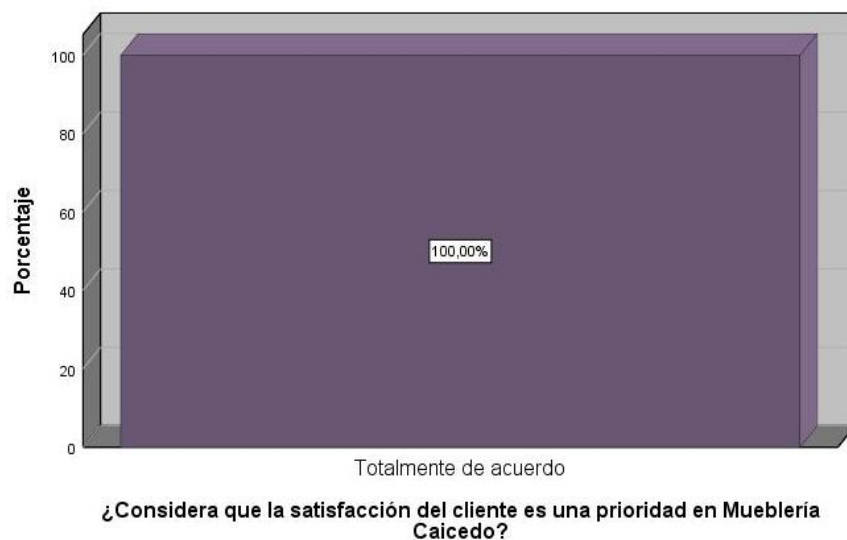 Porcentaje
100
80
60
40
20
0
100,00%
Totalmente de acuerdo
¿Considera que la satisfacción del cliente es una prioridad en Mueblería
Caicedo?